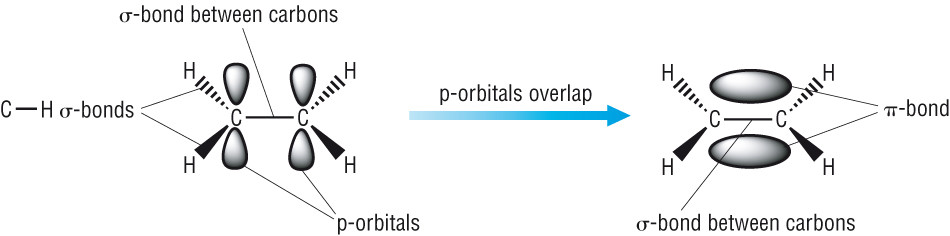 σ-bond between carbons
H H
C—H σ-bonds
C C
H H
p-orbitals
p-orbitals overlap
H H
C C
π-bond
H H
σ-bond between carbons